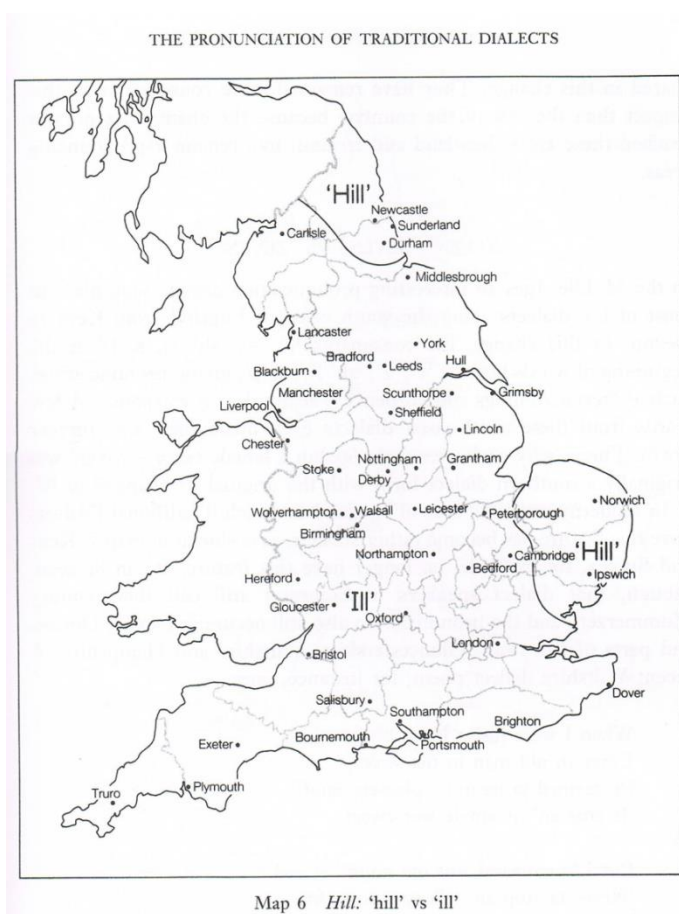 THE PRONUNCIATION OF TRADITIONAL DIALECTS
'Hill'
Newcastle
Sunderland
Carlisle
Durham
Middlesbrough
Lancaster
York
Bradford
Leeds
Hull
Blackburn
Manchester
Scunthorpe
Grimsby
Liverpool
Sheffield
Chester
Lincoln
Nottingham
Grantham
Stoke
Derby
Norwich
Wolverhampton
Walsall
Leicester
Peterborough
Birmingham
'Hill'
Northampton
Cambridge
Bedford
Ipswich
Hereford
Gloucester
'Ill'
Oxford
London
Bristol
Dover
Salisbury
Southampton
Brighton
Exeter
Bournemouth
Portsmouth
Plymouth
Truro
Map 6 Hill: 'hill' vs 'ill'